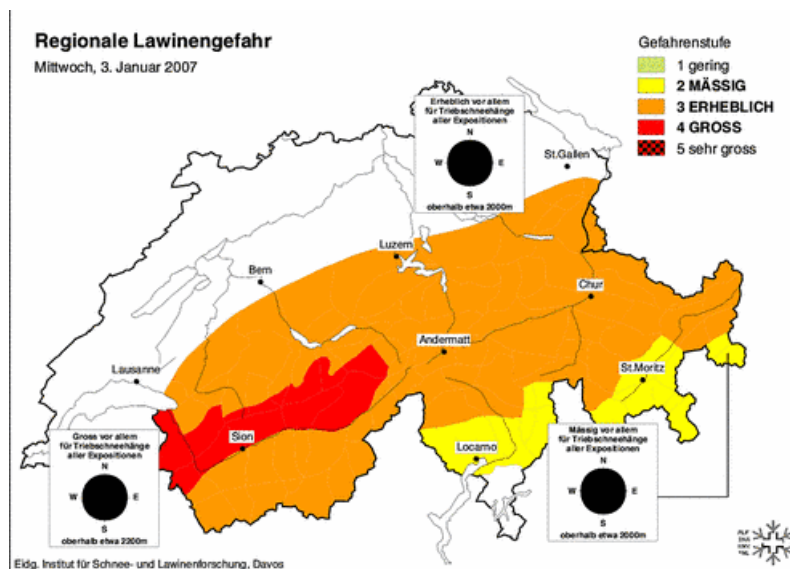 Regionale Lawinengefahr
Mittwoch, 3. Januar 2007
Gefahrenstufe
1 gering
2 MÄSSIG
3 ERHEBLICH
4 GROSS
5 sehr gross
Erheblich vor allem
für Triebschneehänge
aller Expositionen
N
W E
S
oberhalb etwa 2000m
St.Gallen
Luzern
Bern
Chur
Andermatt
Lausanne
St.Moritz
Sion
Locarno
Gross vor allem
für Triebschneehänge
aller Expositionen
N
W E
S
oberhalb etwa 2200m
Mässig vor allem
für Triebschneehänge
aller Expositionen
N
W E
S
oberhalb etwa 2000m
Eidg. Institut für Schnee- und Lawinenforschung, Davos